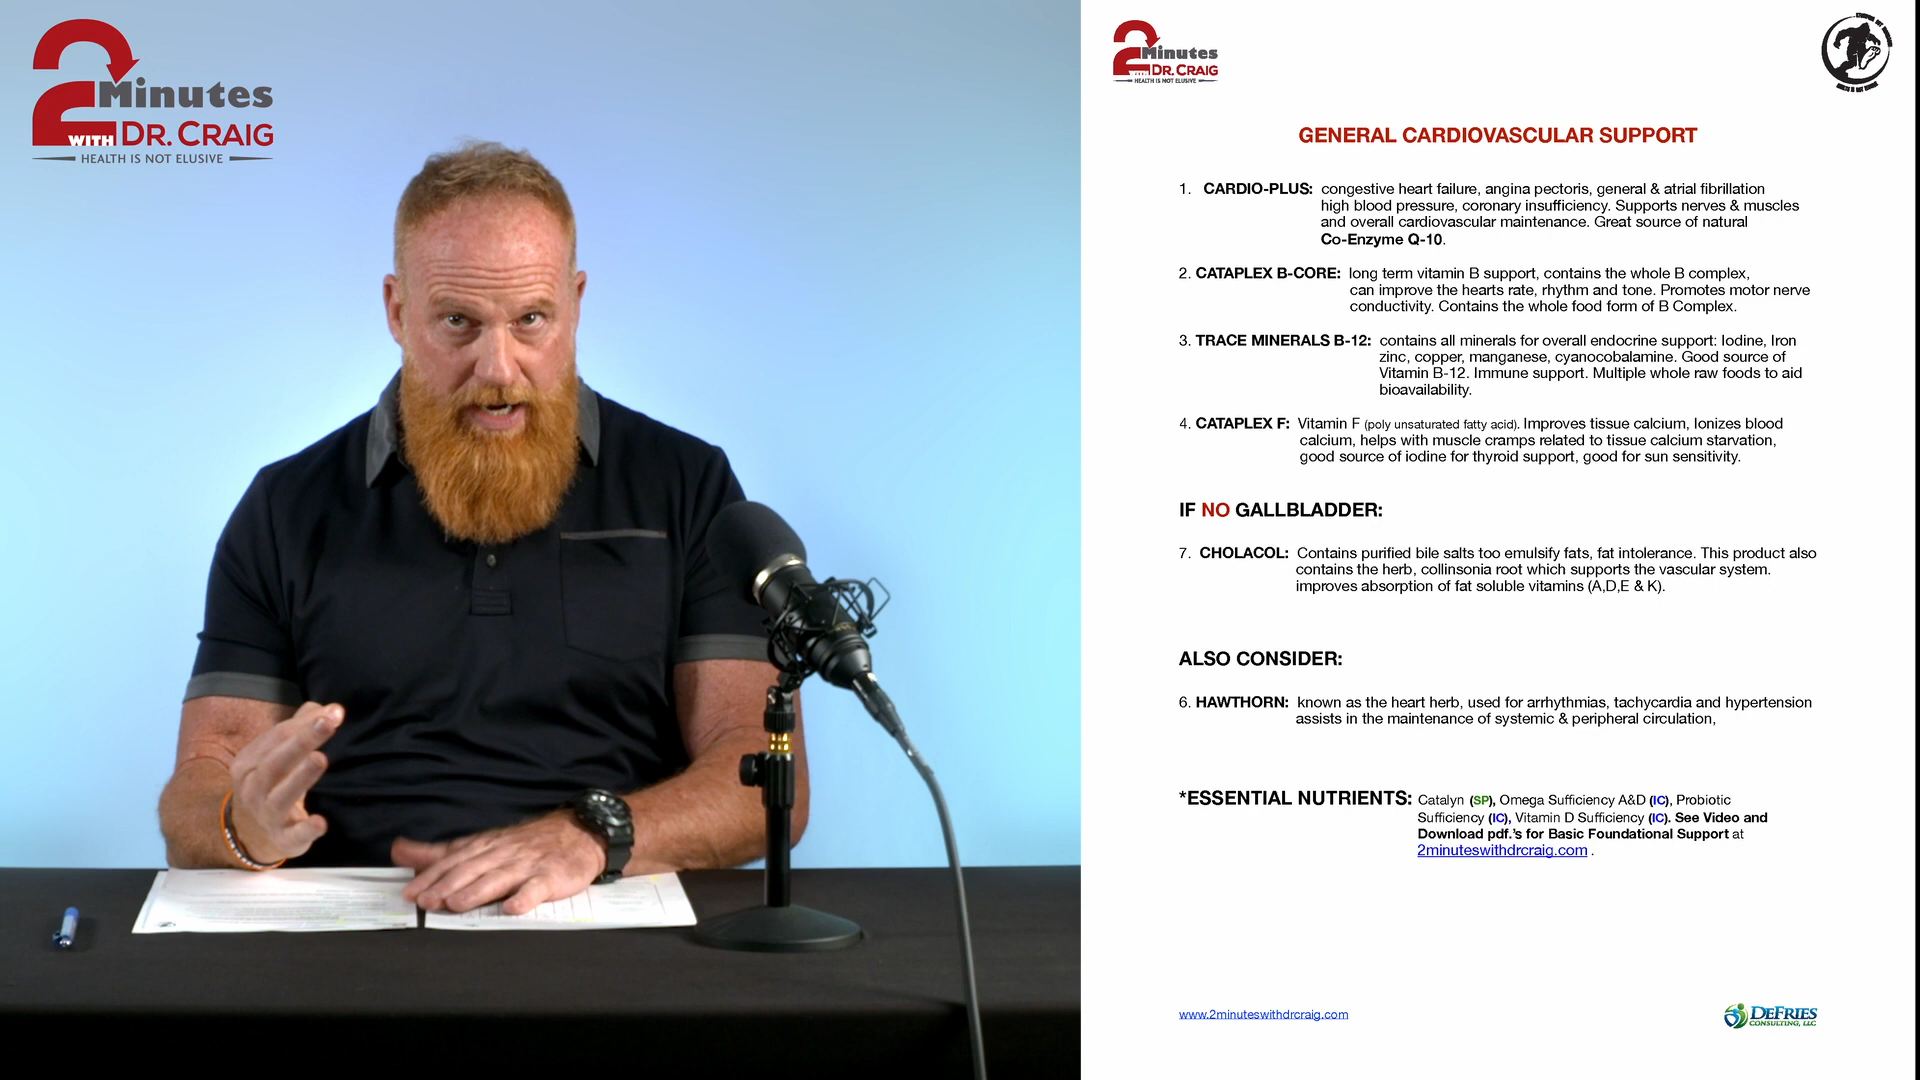 2 Minutes
WITH DR. CRAIG
HEALTH IS NOT ELUSIVE
2 Minutes
WITH DR. CRAIG
HEALTH IS NOT ELUSIVE
GENERAL CARDIOVASCULAR SUPPORT
1. CARDIO-PLUS: congestive heart failure, angina pectoris, general & atrial fibrillation
high blood pressure, coronary insufficiency. Supports nerves & muscles
and overall cardiovascular maintenance. Great source of natural
Co-Enzyme Q-10.
2. CATAPLEX B-CORE: long term vitamin B support, contains the whole B complex,
can improve the hearts rate, rhythm and tone. Promotes motor nerve
conductivity. Contains the whole food form of B Complex.
3. TRACE MINERALS B-12: contains all minerals for overall endocrine support: Iodine, Iron
zinc, copper, manganese, cyanocobalamine. Good source of
Vitamin B-12. Immune support. Multiple whole raw foods to aid
bioavailability.
4. CATAPLEX F: Vitamin F (poly unsaturated fatty acid). Improves tissue calcium, Ionizes blood
calcium, helps with muscle cramps related to tissue calcium starvation,
good source of iodine for thyroid support, good for sun sensitivity.
IF NO GALLBLADDER:
7. CHOLACOL: Contains purified bile salts too emulsify fats, fat intolerance. This product also
contains the herb, collinsonia root which supports the vascular system.
improves absorption of fat soluble vitamins (A,D,E & K).
ALSO CONSIDER:
6. HAWTHORN: known as the heart herb, used for arrhythmias, tachycardia and hypertension
assists in the maintenance of systemic & peripheral circulation,
*ESSENTIAL NUTRIENTS: Catalyn (SP), Omega Sufficiency A&D (IC), Probiotic
Sufficiency (IC), Vitamin D Sufficiency (IC). See Video and
Download pdf.'s for Basic Foundational Support at
2minuteswithdrcraig.com .
www.2minuteswithdrcraig.com
DEFRIES
CONSULTING, LLC